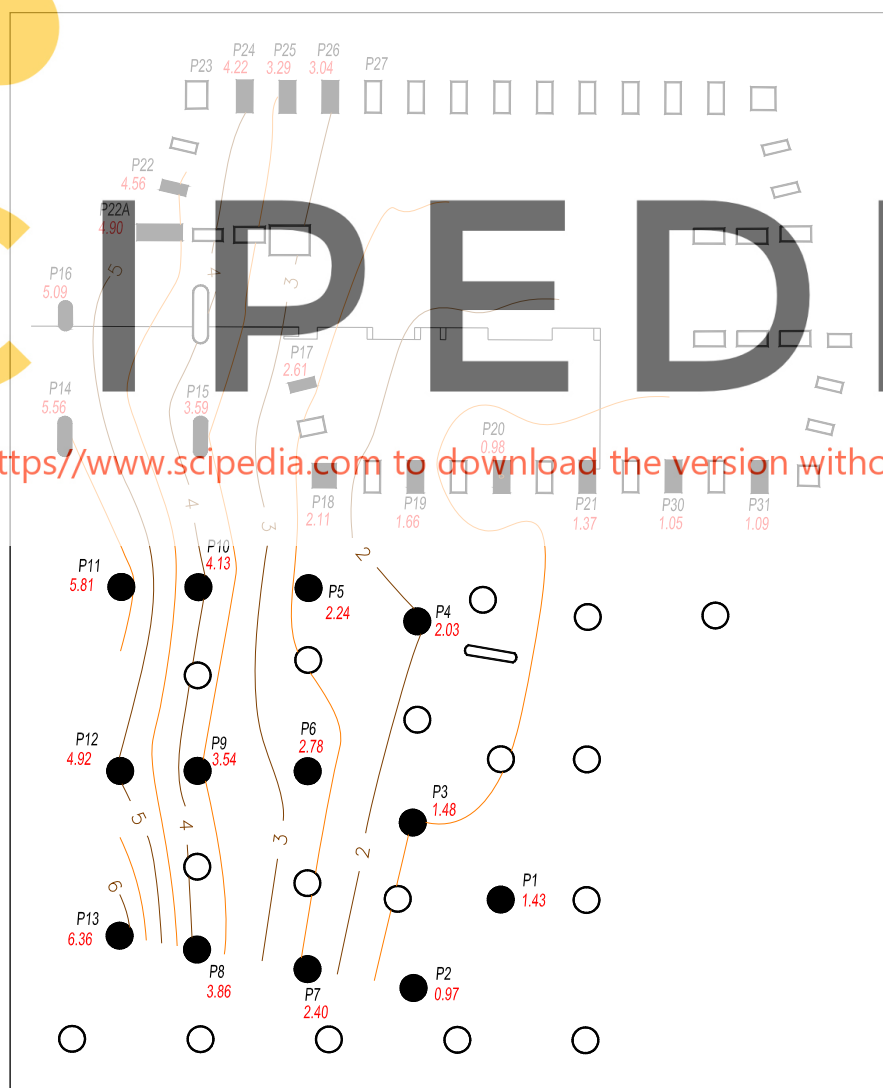 P24 P25 P26
P23 4.22 3.29 3.04 P27
P22
4.56
P22A
4.90
CIPED
5
4
3
P16
5.09
P17
2.61
P14
5.56
P15
3.59
P20
0.98
ttps//www.scipedia.com to download the version witho
P18
2.11
P19
1.66
P21
1.37
P30
1.05
P31
1.09
4
3
2
P10
4.13
P11
5.81
P5
2.24
P4
2.03
P12
4.92
P9
3.54
P6
2.78
P3
1.48
5
4
3
2
P1
1.43
6
P13
6.36
P8
3.86
P7
2.40
P2
0.97